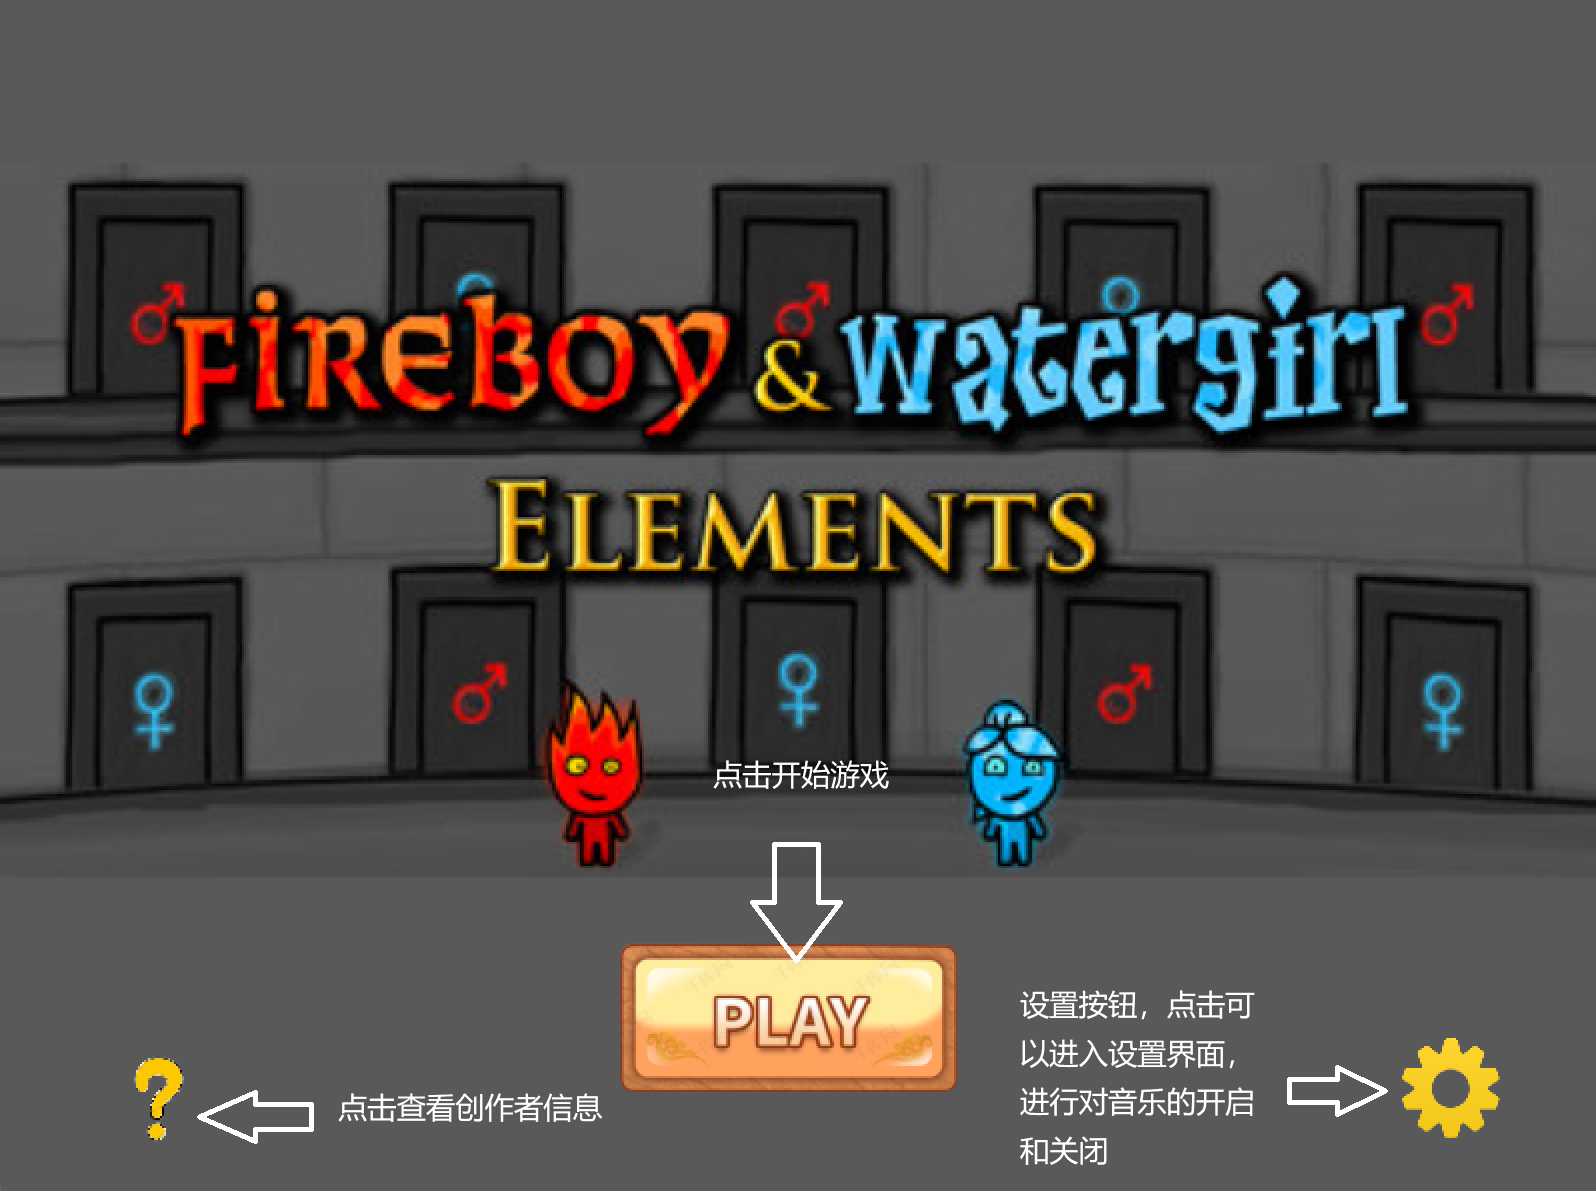 FIREBOY & Watergirl
ELEMENTS
点击开始游戏
PLAY
设置按钮，点击可
以进入设置界面，
进行对音乐的开启
和关闭
?
点击查看创作者信息